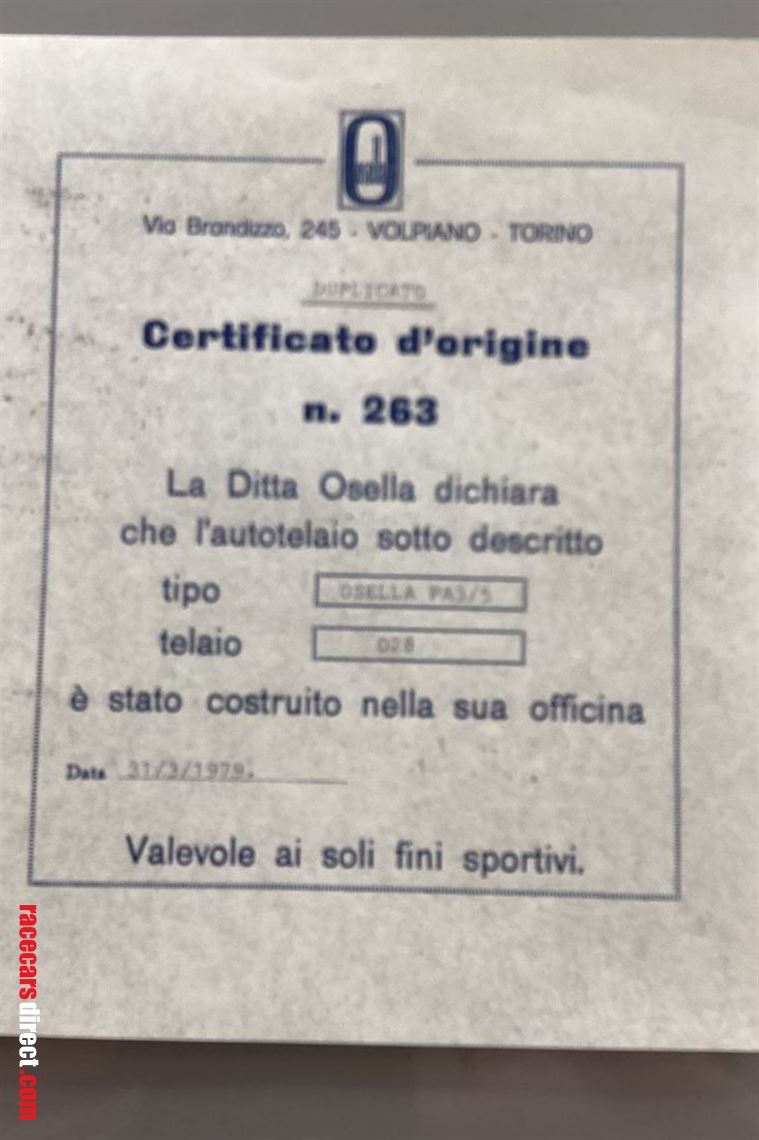 Osella
Via Brandizzo, 245 - VOLPIANO - TORINO
DUPLICATO
Certificato d'origine
n. 263
La Ditta Osella dichiara
che l'autotelaio sotto descritto
tipo OSELLA PA3/5
telaio 028
è stato costruito nella sua officina
Data 31/3/1979.
Valevole ai soli fini sportivi.
racecarsdirect.com